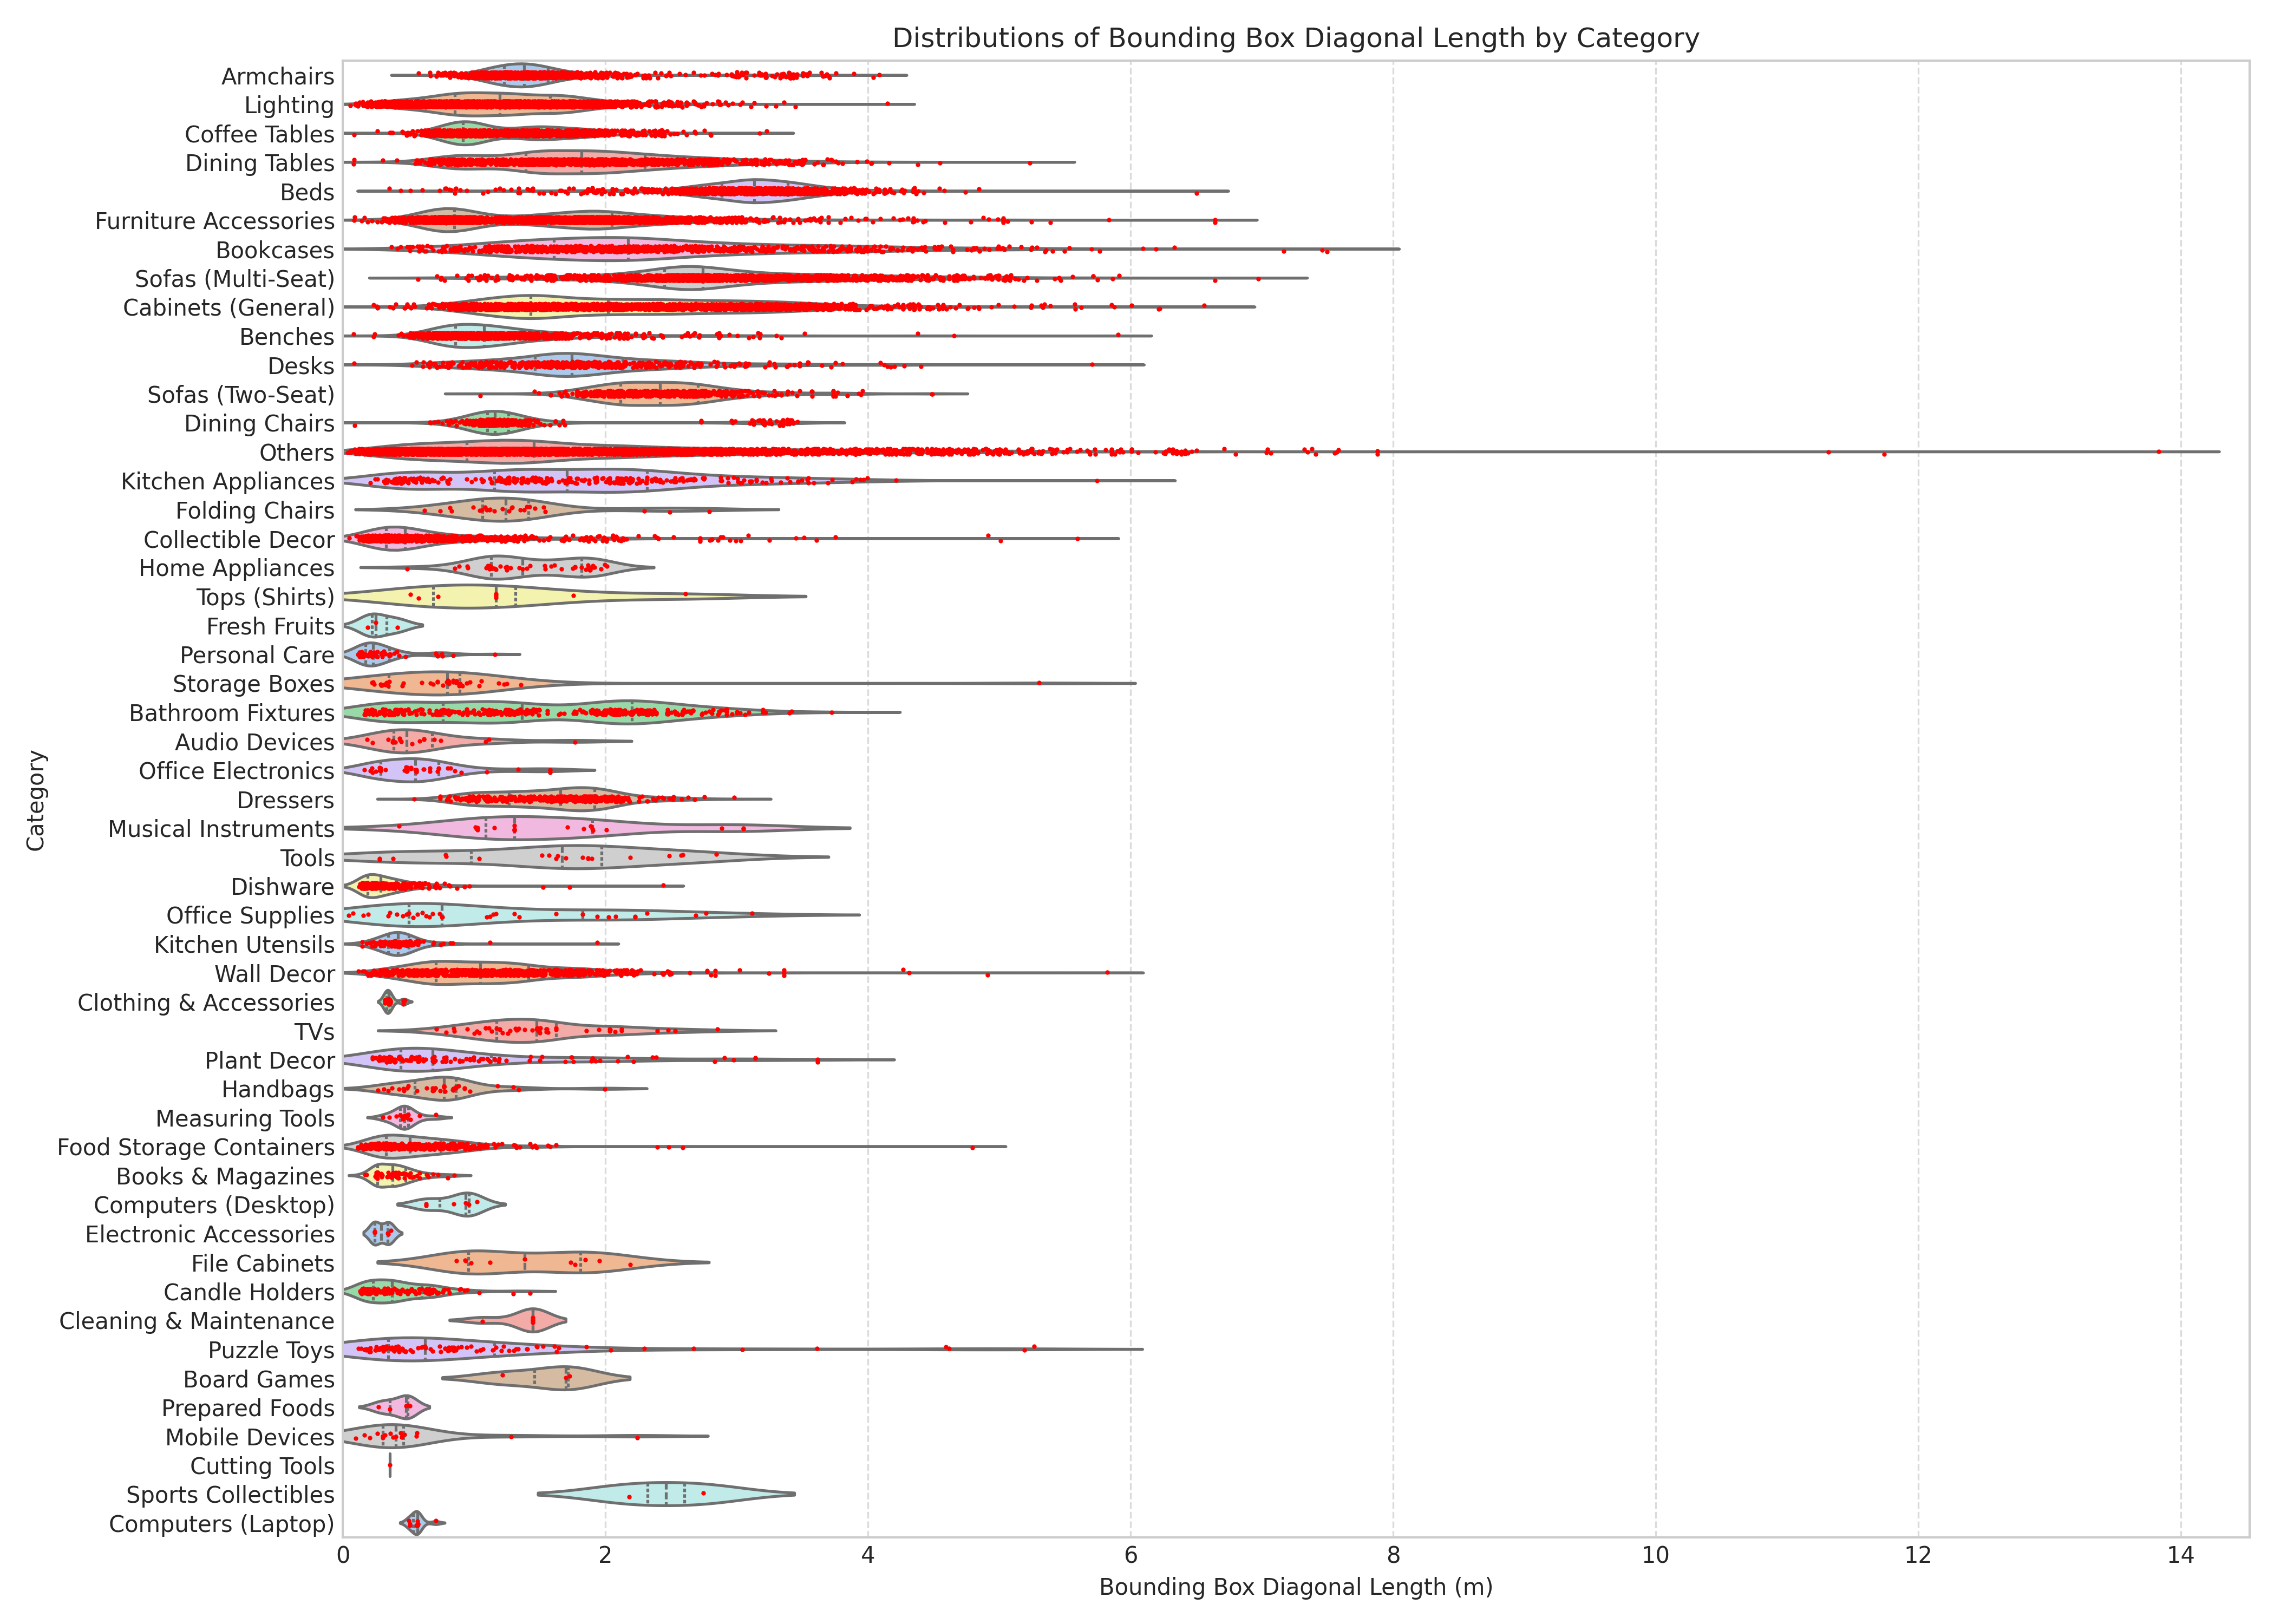 Distributions of Bounding Box Diagonal Length by Category
Category
Armchairs
Lighting
Coffee Tables
Dining Tables
Beds
Furniture Accessories
Bookcases
Sofas (Multi-Seat)
Cabinets (General)
Benches
Desks
Sofas (Two-Seat)
Dining Chairs
Others
Kitchen Appliances
Folding Chairs
Collectible Decor
Home Appliances
Tops (Shirts)
Fresh Fruits
Personal Care
Storage Boxes
Bathroom Fixtures
Audio Devices
Office Electronics
Dressers
Musical Instruments
Tools
Dishware
Office Supplies
Kitchen Utensils
Wall Decor
Clothing & Accessories
TVs
Plant Decor
Handbags
Measuring Tools
Food Storage Containers
Books & Magazines
Computers (Desktop)
Electronic Accessories
File Cabinets
Candle Holders
Cleaning & Maintenance
Puzzle Toys
Board Games
Prepared Foods
Mobile Devices
Cutting Tools
Sports Collectibles
Computers (Laptop)
0 2 4 6 8 10 12 14
Bounding Box Diagonal Length (m)